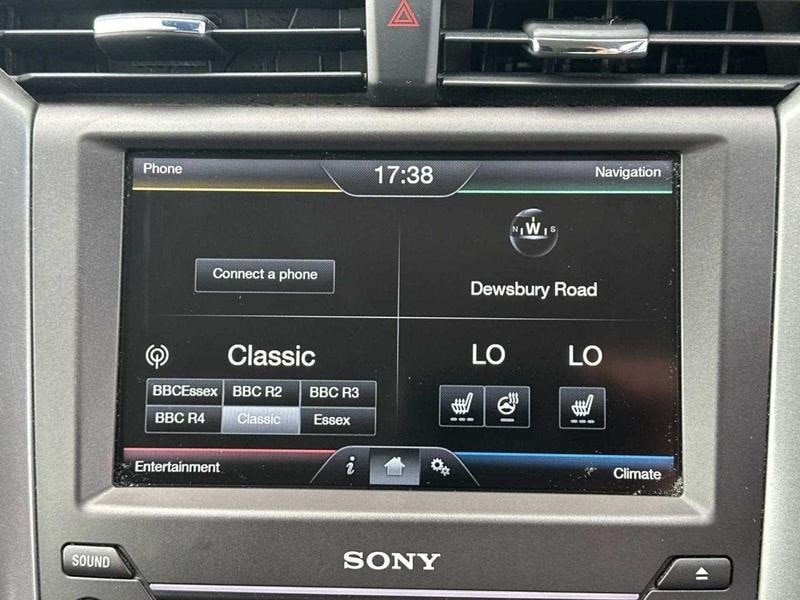 Phone
17:38
Navigation
N W S
Connect a phone
Dewsbury Road
Classic
LO LO
BBCEssex BBC R2 BBC R3
BBC R4 Classic Essex
Entertainment
i
Climate
SOUND
SONY